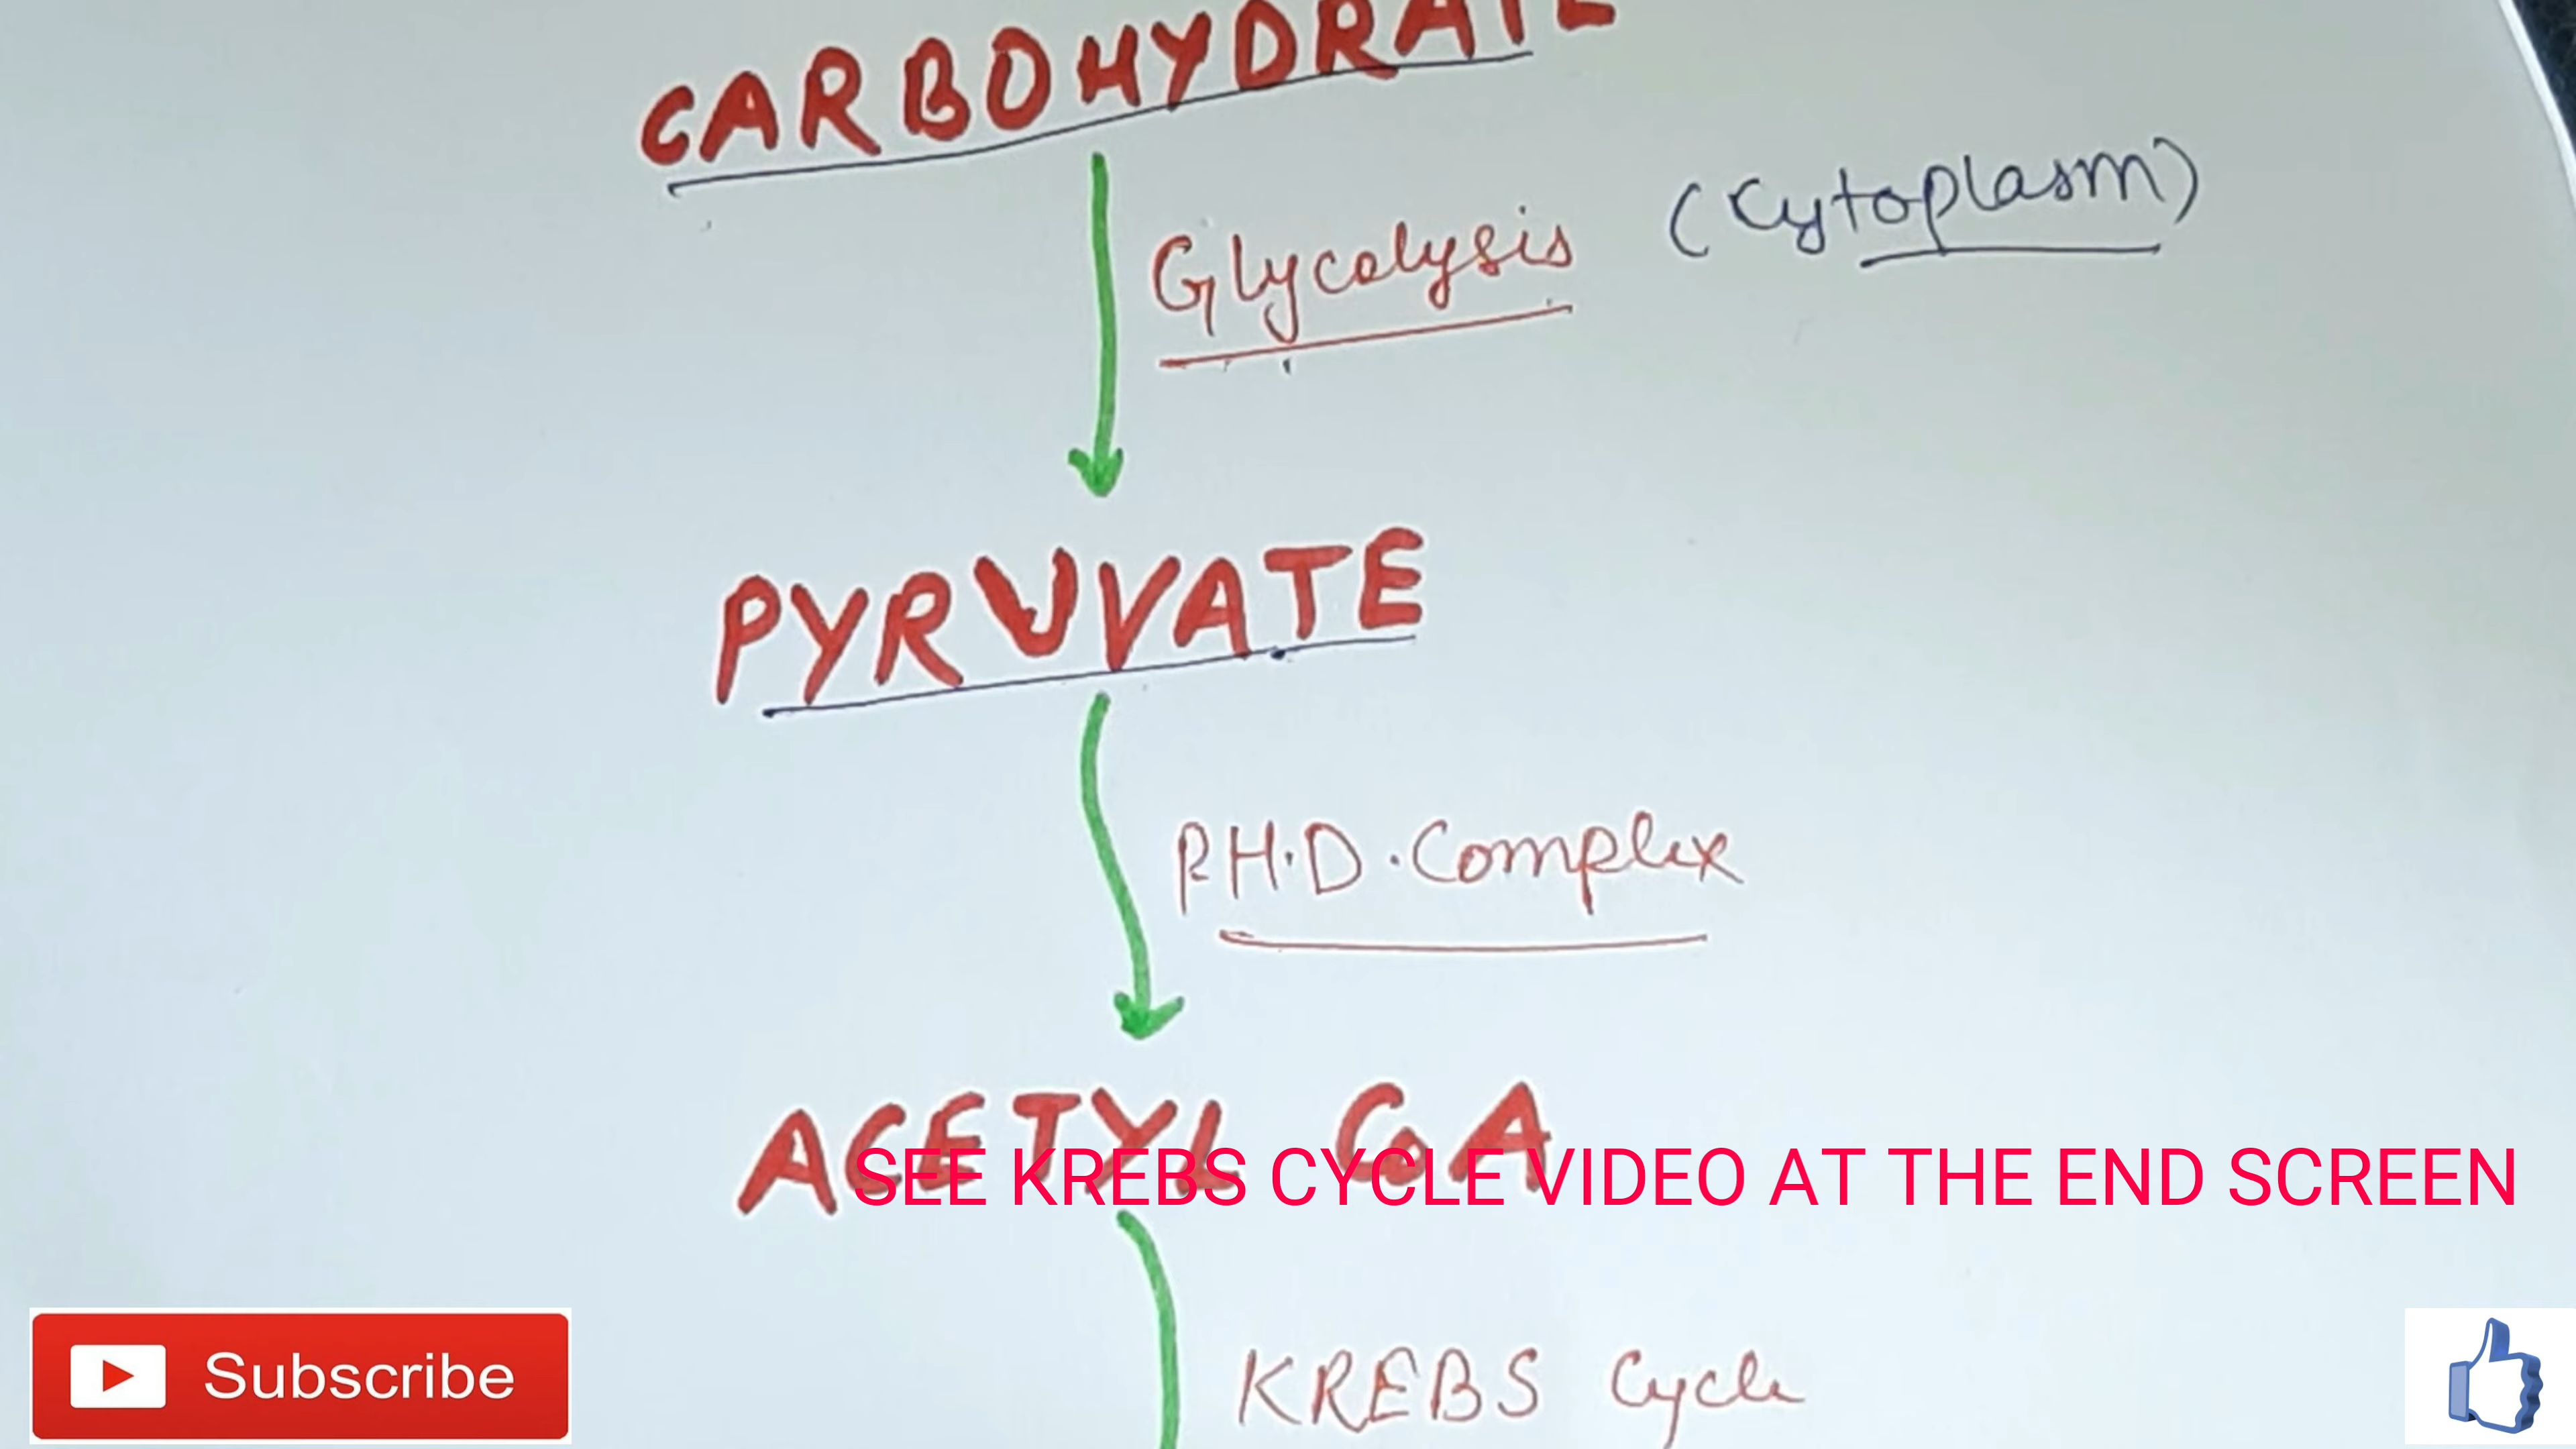 CARBOHYDRATE
(Cytoplasm)
Glycolysis
PYRUVATE
P.H.D. Complex
ACETYL CoA
SEE KREBS CYCLE VIDEO AT THE END SCREEN
Subscribe
KREBS Cycle